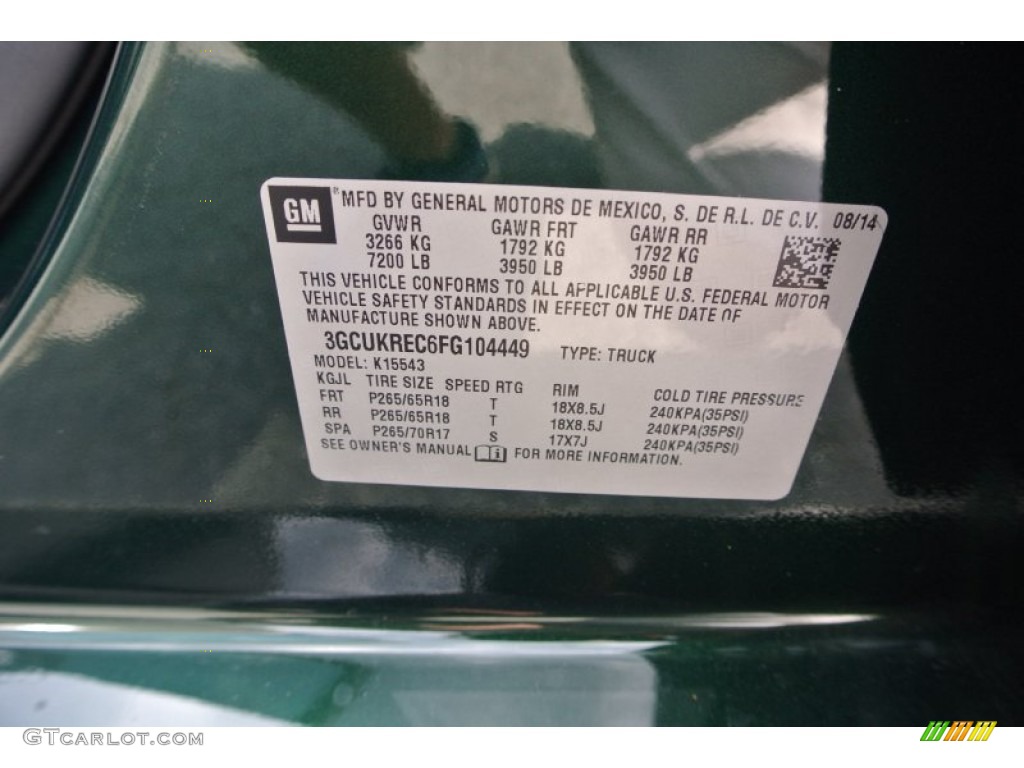 GM ® MFD BY GENERAL MOTORS DE MEXICO, S. DE R.L. DE C.V. 08/14
GVWR GAWR FRT GAWR RR
3266 KG 1792 KG 1792 KG
7200 LB 3950 LB 3950 LB
THIS VEHICLE CONFORMS TO ALL APPLICABLE U.S. FEDERAL MOTOR
VEHICLE SAFETY STANDARDS IN EFFECT ON THE DATE OF
MANUFACTURE SHOWN ABOVE.
3GCUKREC6FG104449 TYPE: TRUCK
MODEL: K15543
KGJL TIRE SIZE SPEED RTG RIM COLD TIRE PRESSURE
FRT P265/65R18 T 18X8.5J 240KPA(35PSI)
RR P265/65R18 T 18X8.5J 240KPA(35PSI)
SPA P265/70R17 S 17X7J 240KPA(35PSI)
SEE OWNER'S MANUAL i FOR MORE INFORMATION.
GTcarlot.com